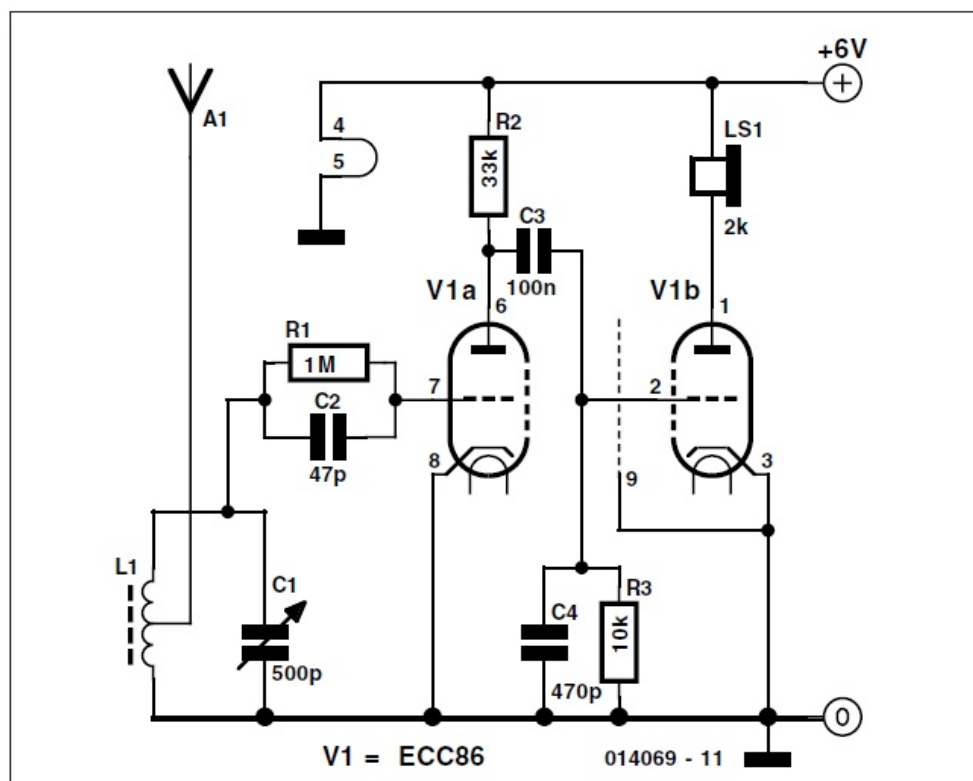 +6V
A1
4
5
R2
33k
LS1
2k
C3
100n
V1a
6
V1b
1
R1
1M
C2
47p
7
2
8
9
3
L1
C1
500p
C4
470p
R3
10k
0
V1 = ECC86
014069 - 11